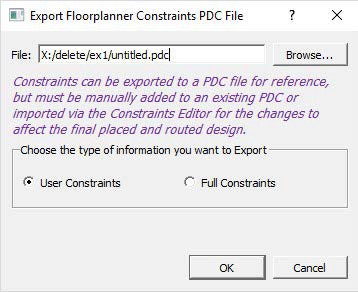 Export Floorplanner Constraints PDC File ? ×
File: X:/delete/ex1/untitled.pdc Browse...
Constraints can be exported to a PDC file for reference,
but must be manually added to an existing PDC or
imported via the Constraints Editor for the changes to
affect the final placed and routed design.
Choose the type of information you want to Export
User Constraints Full Constraints
OK Cancel